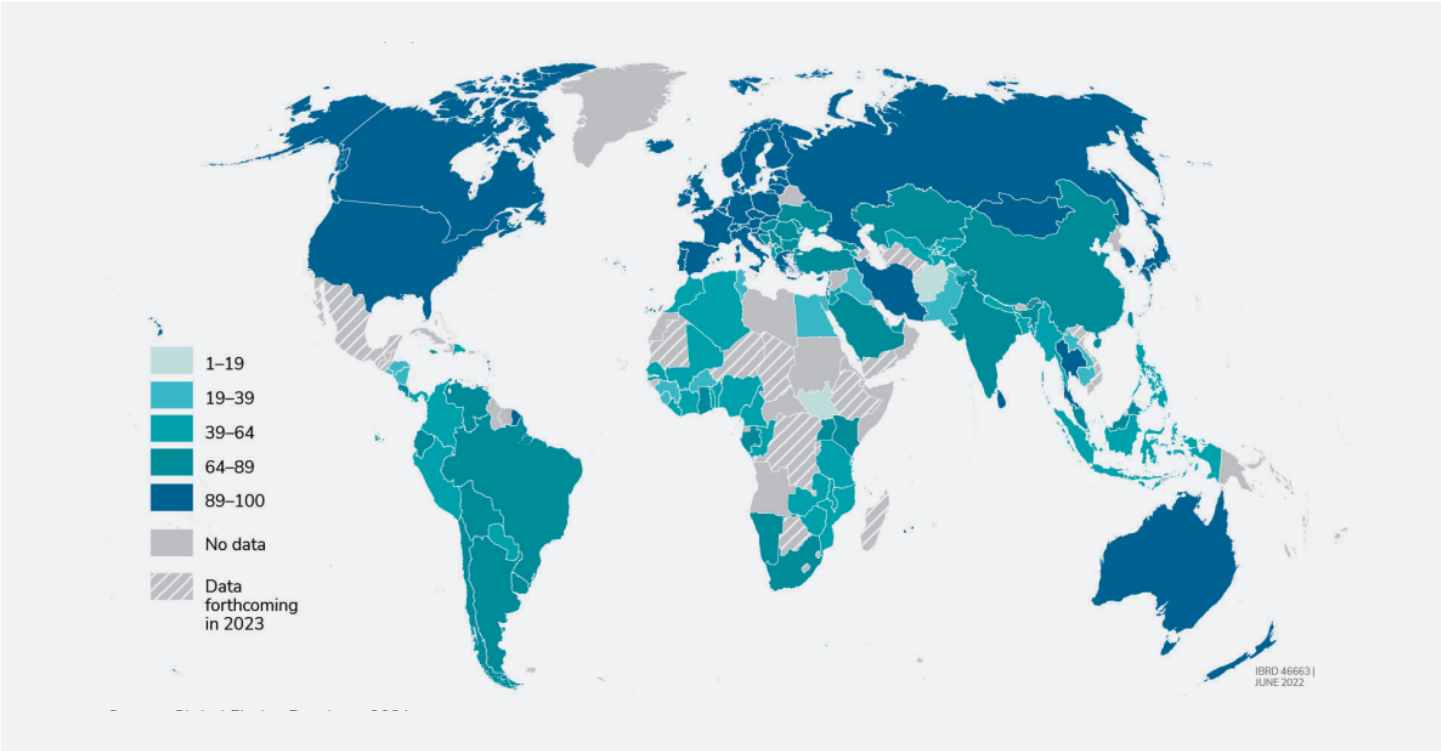 1–19
19–39
39–64
64–89
89–100
No data
Data
forthcoming
in 2023
IBRD 46663 |
JUNE 2022